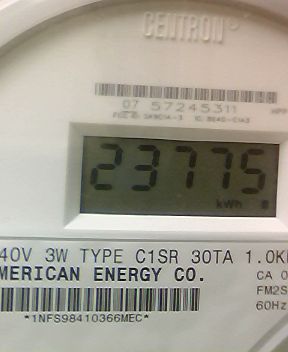 CENTRON®
07 57245311
23775
kWh
40V 3W TYPE C1SR 30TA 1.0K
MERICAN ENERGY CO.
CA 0
FM2S
60Hz
*1NFS98410366MEC*